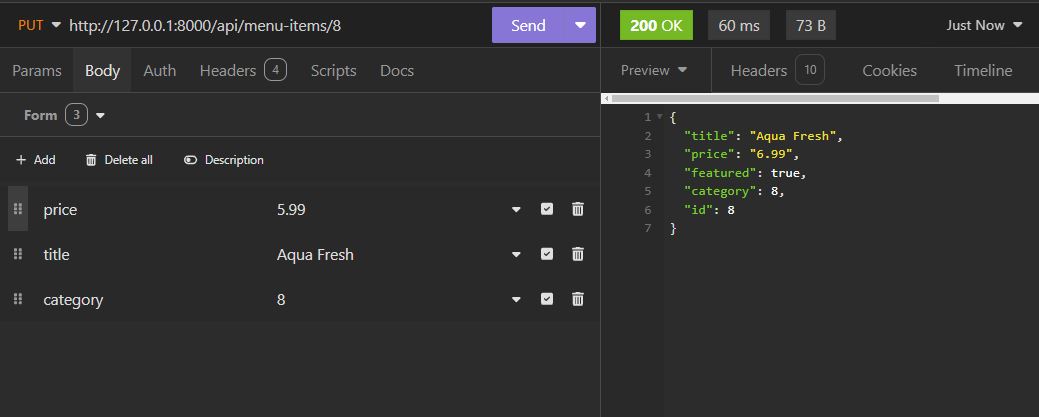 PUT http://127.0.0.1:8000/api/menu-items/8 Send
Params Body Auth Headers 4 Scripts Docs
Form 3
+ Add Delete all Description
price 5.99
title Aqua Fresh
category 8
200 OK 60 ms 73 B Just Now
Preview Headers 10 Cookies Timeline
1 {
2 "title": "Aqua Fresh",
3 "price": "6.99",
4 "featured": true,
5 "category": 8,
6 "id": 8
7 }